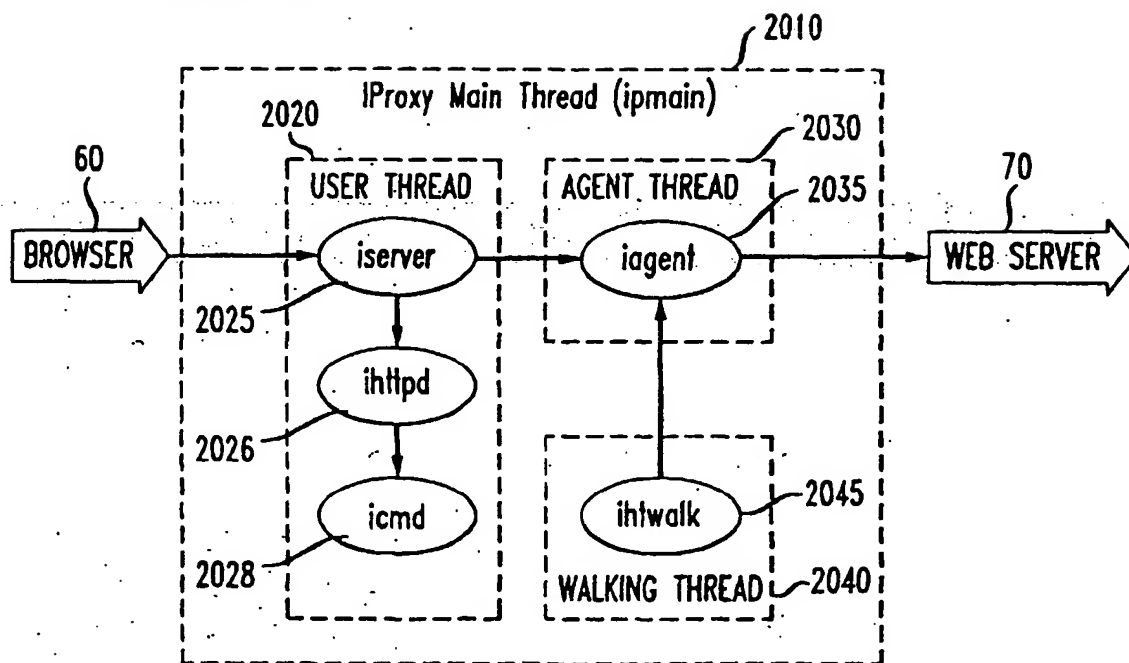 2010
IProxy Main Thread (ipmain)
2020
2030
60
USER THREAD
AGENT THREAD
2035
70
BROWSER
iserver
iagent
WEB SERVER
2025
ihttpd
2026
icmd
ihtwalk
2045
2028
WALKING THREAD
2040